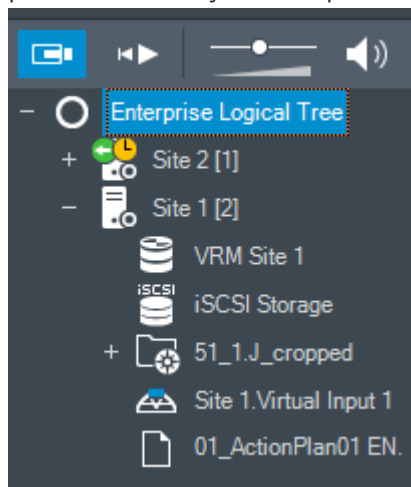 Enterprise Logical Tree
Site 2 [1]
Site 1 [2]
VRM Site 1
iSCSI
iSCSI Storage
51_1.J_cropped
Site 1.Virtual Input 1
01_ActionPlan01 EN.